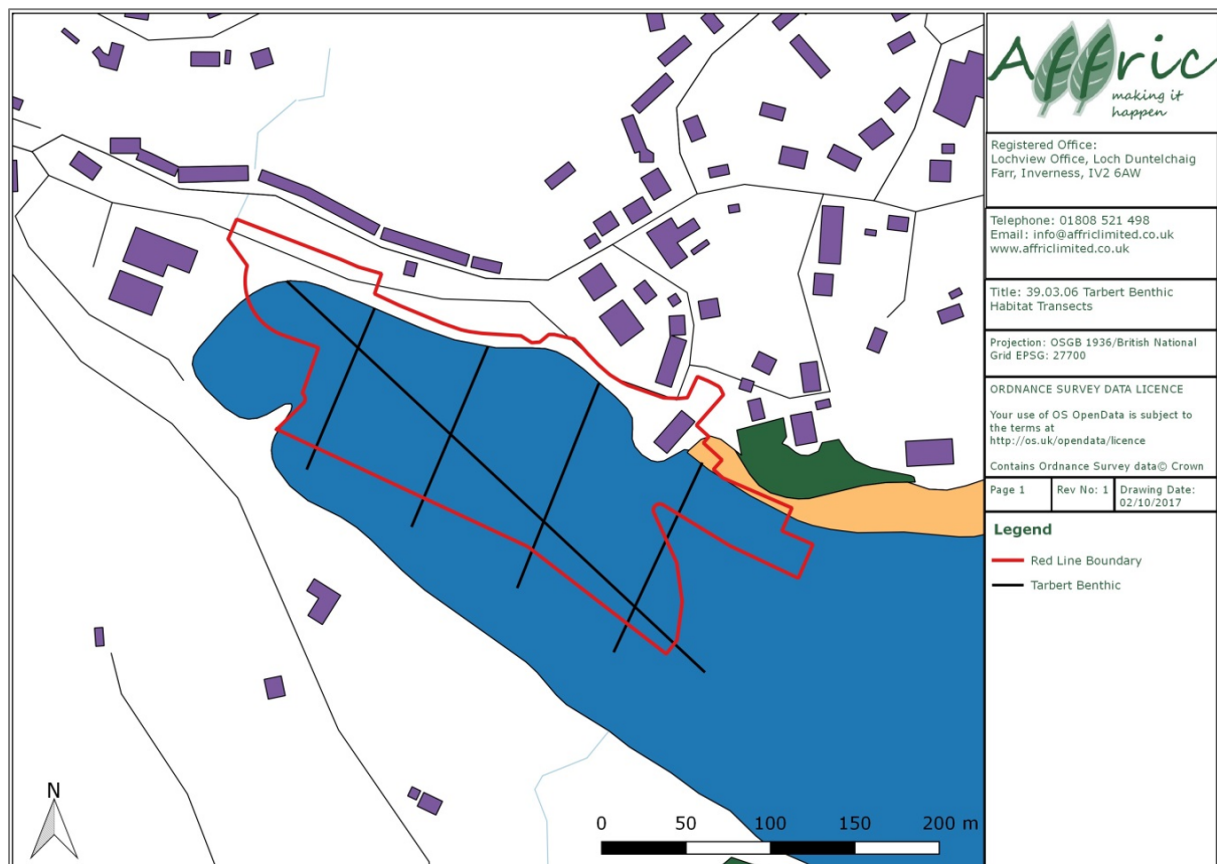 Affric
making it
happen
Registered Office:
Lochview Office, Loch Duntelchaig
Farr, Inverness, IV2 6AW
Telephone: 01808 521 498
Email: info@affriclimited.co.uk
www.affriclimited.co.uk
Title: 39.03.06 Tarbert Benthic
Habitat Transects
Projection: OSGB 1936/British National
Grid EPSG: 27700
ORDNANCE SURVEY DATA LICENCE
Your use of OS OpenData is subject to
the terms at
http://os.uk/opendata/licence
Contains Ordnance Survey data© Crown
Page 1 Rev No: 1 Drawing Date:
02/10/2017
Legend
Red Line Boundary
Tarbert Benthic
N
0 50 100 150 200 m